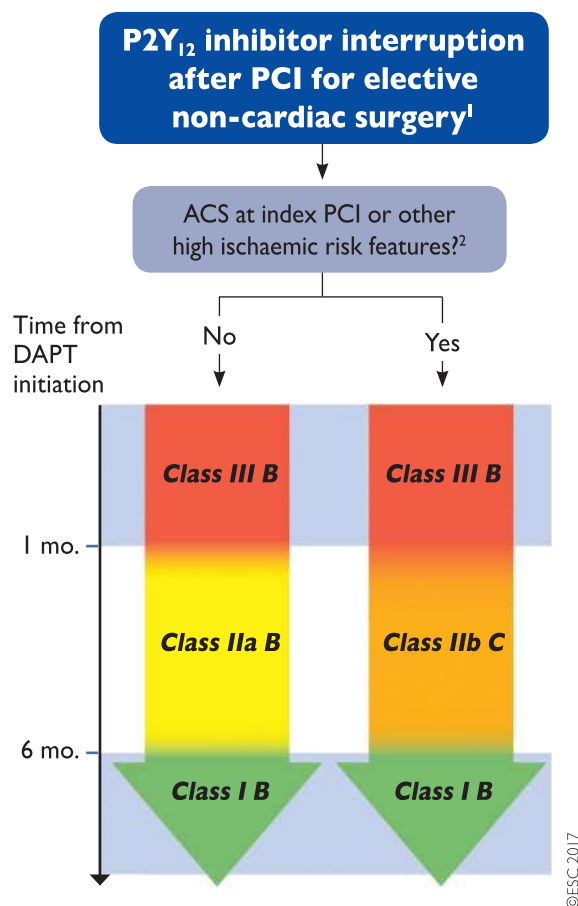 P2Y₁₂ inhibitor interruption
after PCI for elective
non-cardiac surgery¹
ACS at index PCI or other
high ischaemic risk features?²
Time from
DAPT
initiation
No
Yes
Class III B
Class III B
1 mo.
Class IIa B
Class IIb C
6 mo.
Class I B
Class I B
©ESC 2017